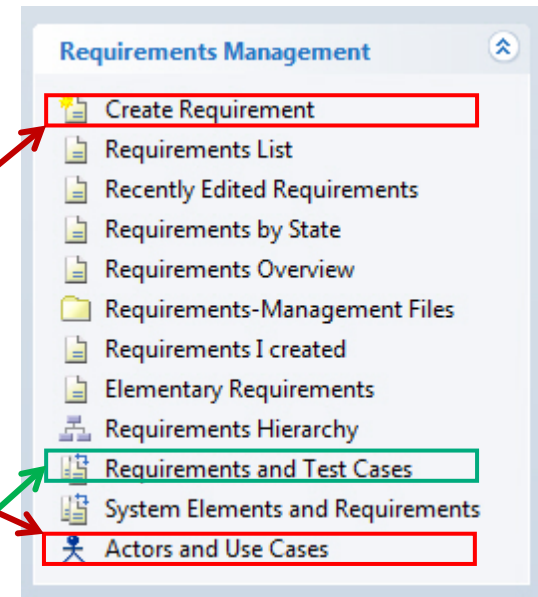 Requirements Management
Create Requirement
Requirements List
Recently Edited Requirements
Requirements by State
Requirements Overview
Requirements-Management Files
Requirements I created
Elementary Requirements
Requirements Hierarchy
Requirements and Test Cases
System Elements and Requirements
Actors and Use Cases